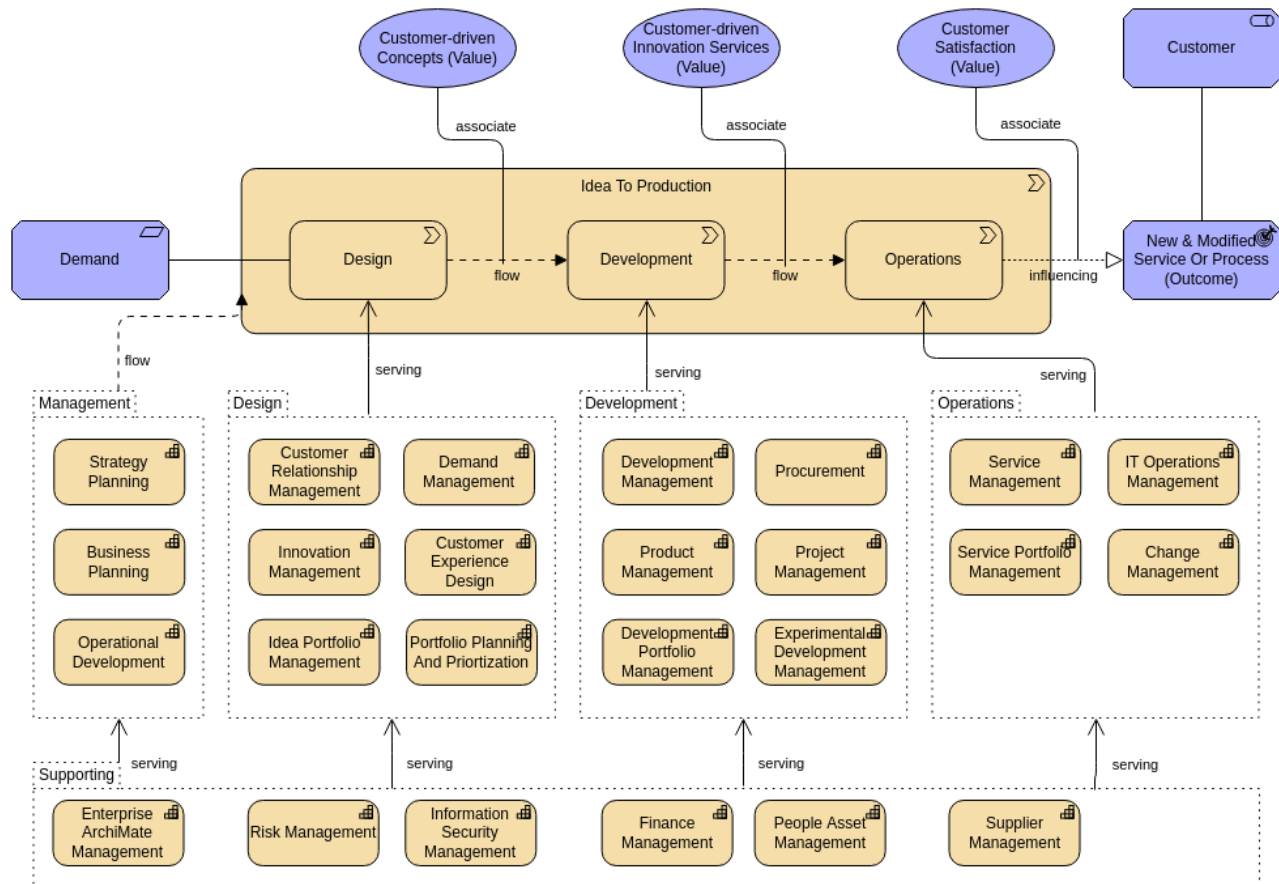 Customer-driven
Concepts (Value)
Customer-driven
Innovation Services
(Value)
Customer
Satisfaction
(Value)
Customer
associate
associate
associate
Idea To Production
Demand
Design
flow
Development
flow
Operations
influencing
New & Modified
Service Or Process
(Outcome)
flow
serving
serving
serving
Management
Strategy
Planning
Business
Planning
Operational
Development
Design
Customer
Relationship
Management
Demand
Management
Innovation
Management
Customer
Experience
Design
Idea Portfolio
Management
Portfolio Planning
And Priortization
Development
Development
Management
Procurement
Product
Management
Project
Management
Development
Portfolio
Management
Experimental
Development
Management
Operations
Service
Management
IT Operations
Management
Service Portfolio
Management
Change
Management
serving
serving
serving
serving
Supporting
Enterprise
ArchiMate
Management
Risk Management
Information
Security
Management
Finance
Management
People Asset
Management
Supplier
Management